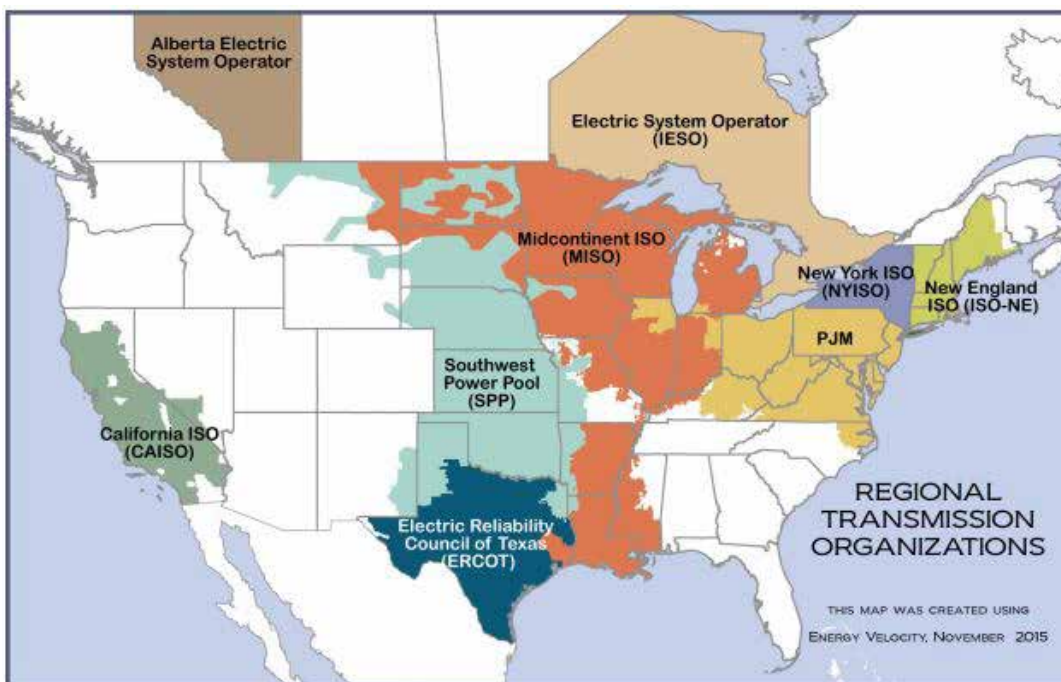 Alberta Electric
System Operator
Electric System Operator
(IESO)
Midcontinent ISO
(MISO)
New York ISO
(NYISO)
New England
ISO (ISO-NE)
PJM
Southwest
Power Pool
(SPP)
California ISO
(CAISO)
Electric Reliability
Council of Texas
(ERCOT)
REGIONAL
TRANSMISSION
ORGANIZATIONS
THIS MAP WAS CREATED USING
ENERGY VELOCITY, NOVEMBER 2015